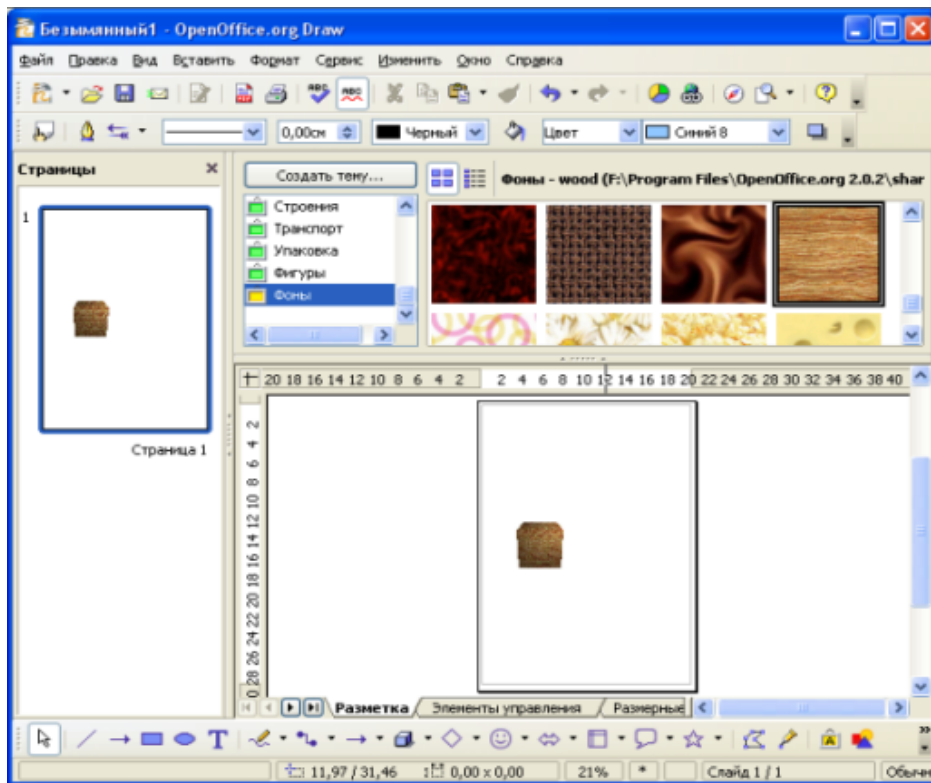 Безымянный1 - OpenOffice.org Draw
Файл Правка Вид Вставить Формат Сервис Изменить Окно Справка
0,00см Черный Цвет Синий 8
Страницы
Создать тему...
Фоны - wood (F:\Program Files\OpenOffice.org 2.0.2\shar
Строения
Транспорт
Упаковка
Фигуры
Фоны
1
Страница 1
20 18 16 14 12 10 8 6 4 2 2 4 6 8 10 12 14 16 18 20 22 24 26 28 30 32 34 36 38 40
2 4 6 8 10 12 14 16 18 20 22 24 26 28
Разметка Элементы управления Размерные
11,97 / 31,46 0,00 x 0,00 21% * Слайд 1 / 1 Обычн